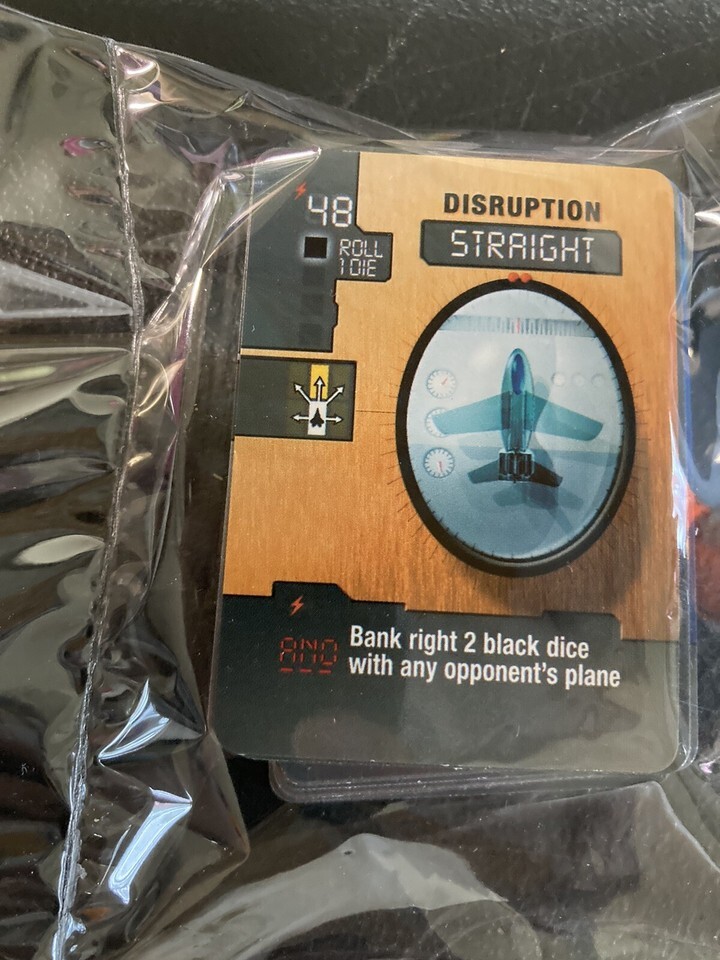 48
ROLL
1 DIE
DISRUPTION
STRAIGHT
AND
Bank right 2 black dice
with any opponent's plane